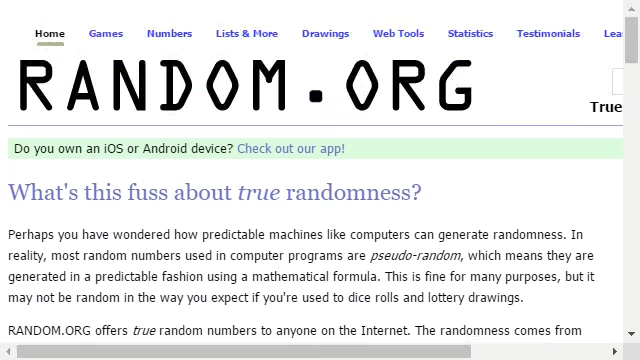 Home Games Numbers Lists & More Drawings Web Tools Statistics Testimonials
RANDOM.ORG
True
Do you own an iOS or Android device? Check out our app!
What's this fuss about true randomness?
Perhaps you have wondered how predictable machines like computers can generate randomness. In
reality, most random numbers used in computer programs are pseudo-random, which means they are
generated in a predictable fashion using a mathematical formula. This is fine for many purposes, but it
may not be random in the way you expect if you're used to dice rolls and lottery drawings.
RANDOM.ORG offers true random numbers to anyone on the Internet. The randomness comes from